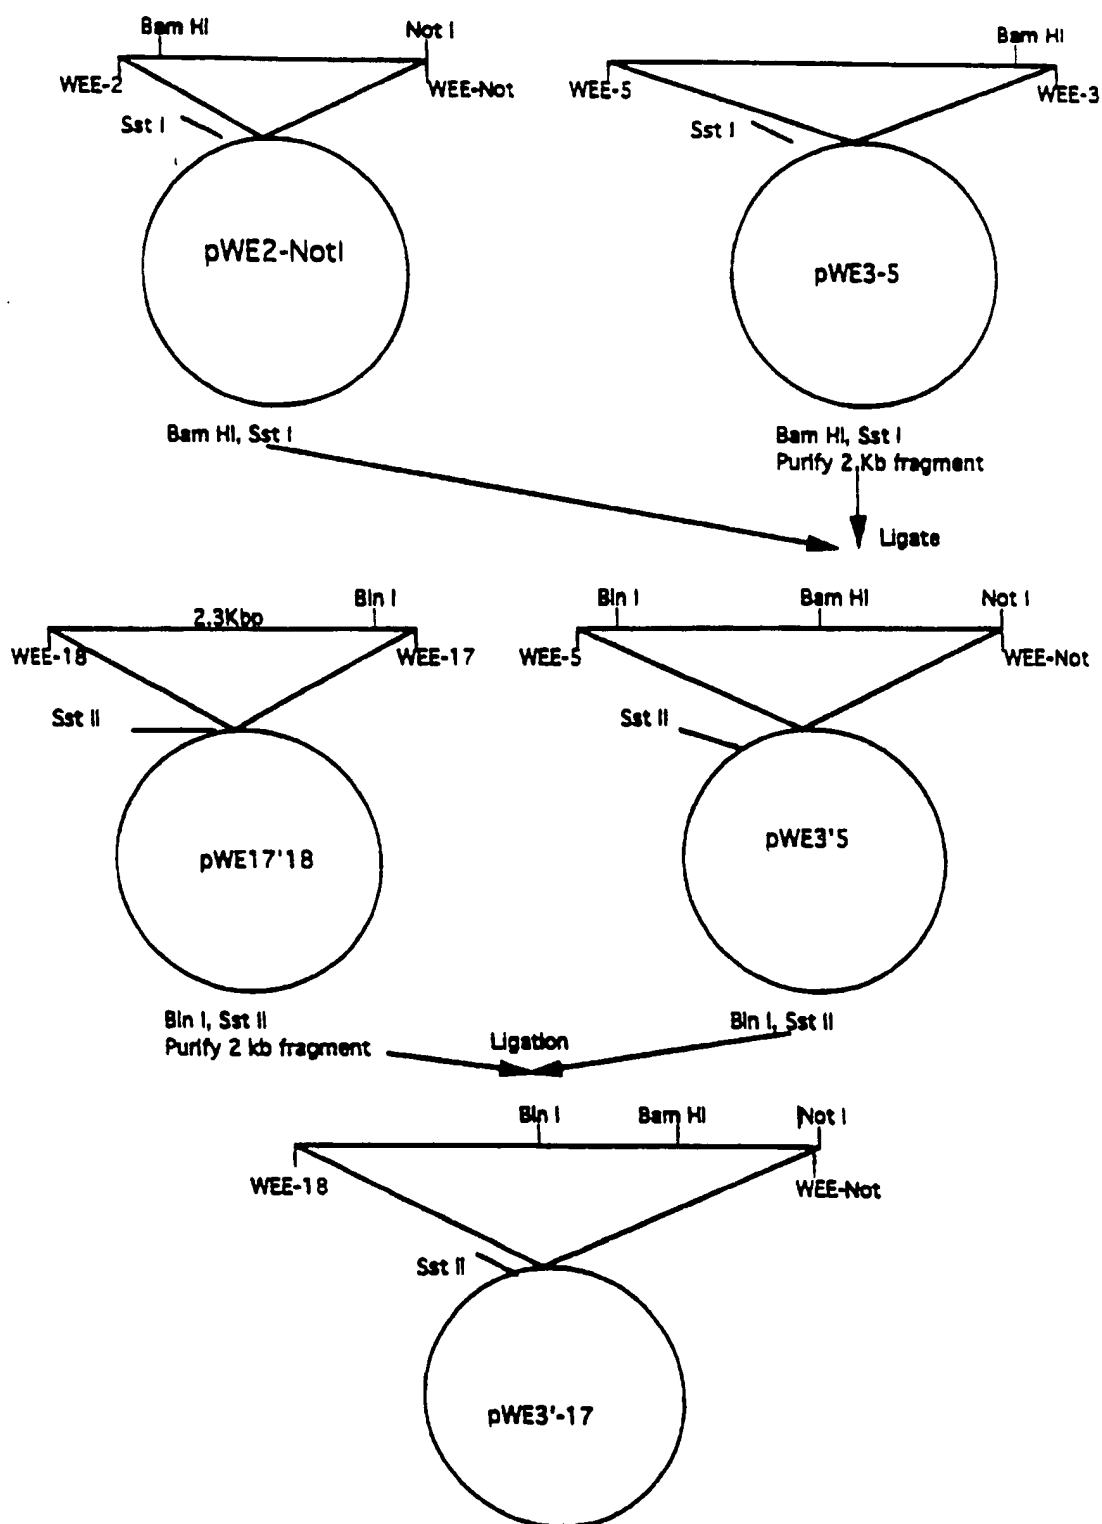 Bam HI
Not I
WEE-2
WEE-Not
Sst I
pWE2-NotI
Bam HI
WEE-5
WEE-3
Sst I
pWE3-5
Bam HI, Sst I
Bam HI, Sst I
Purify 2 Kb fragment
Ligate
2.3Kbp
Bln I
WEE-18
WEE-17
Sst II
pWE17'18
Bln I
Bam HI
Not I
WEE-5
WEE-Not
Sst II
pWE3'5
Bln I, Sst II
Purify 2 kb fragment
Ligation
Bln I, Sst II
Bln I
Bam HI
Not I
WEE-18
WEE-Not
Sst II
pWE3'-17